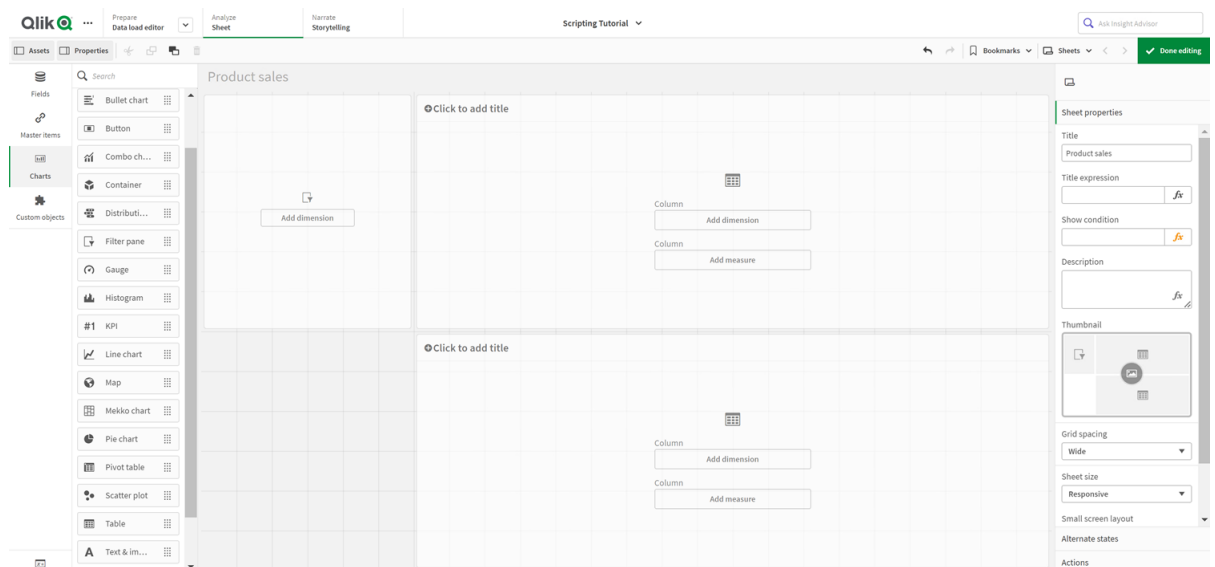 Qlik
Prepare
Data load editor
Analyze
Sheet
Narrate
Storytelling
Scripting Tutorial
Ask Insight Advisor
Assets
Properties
Bookmarks
Sheets
Done editing
Fields
Master items
Charts
Custom objects
Search
Bullet chart
Button
Combo ch...
Container
Distributi...
Filter pane
Gauge
Histogram
#1 KPI
Line chart
Map
Mekko chart
Pie chart
Pivot table
Scatter plot
Table
A Text & im...
Product sales
Add dimension
Click to add title
Column
Add dimension
Column
Add measure
Click to add title
Column
Add dimension
Column
Add measure
Sheet properties
Title
Product sales
Title expression
fx
Show condition
fx
Description
fx
Thumbnail
Grid spacing
Wide
Sheet size
Responsive
Small screen layout
Alternate states
Actions